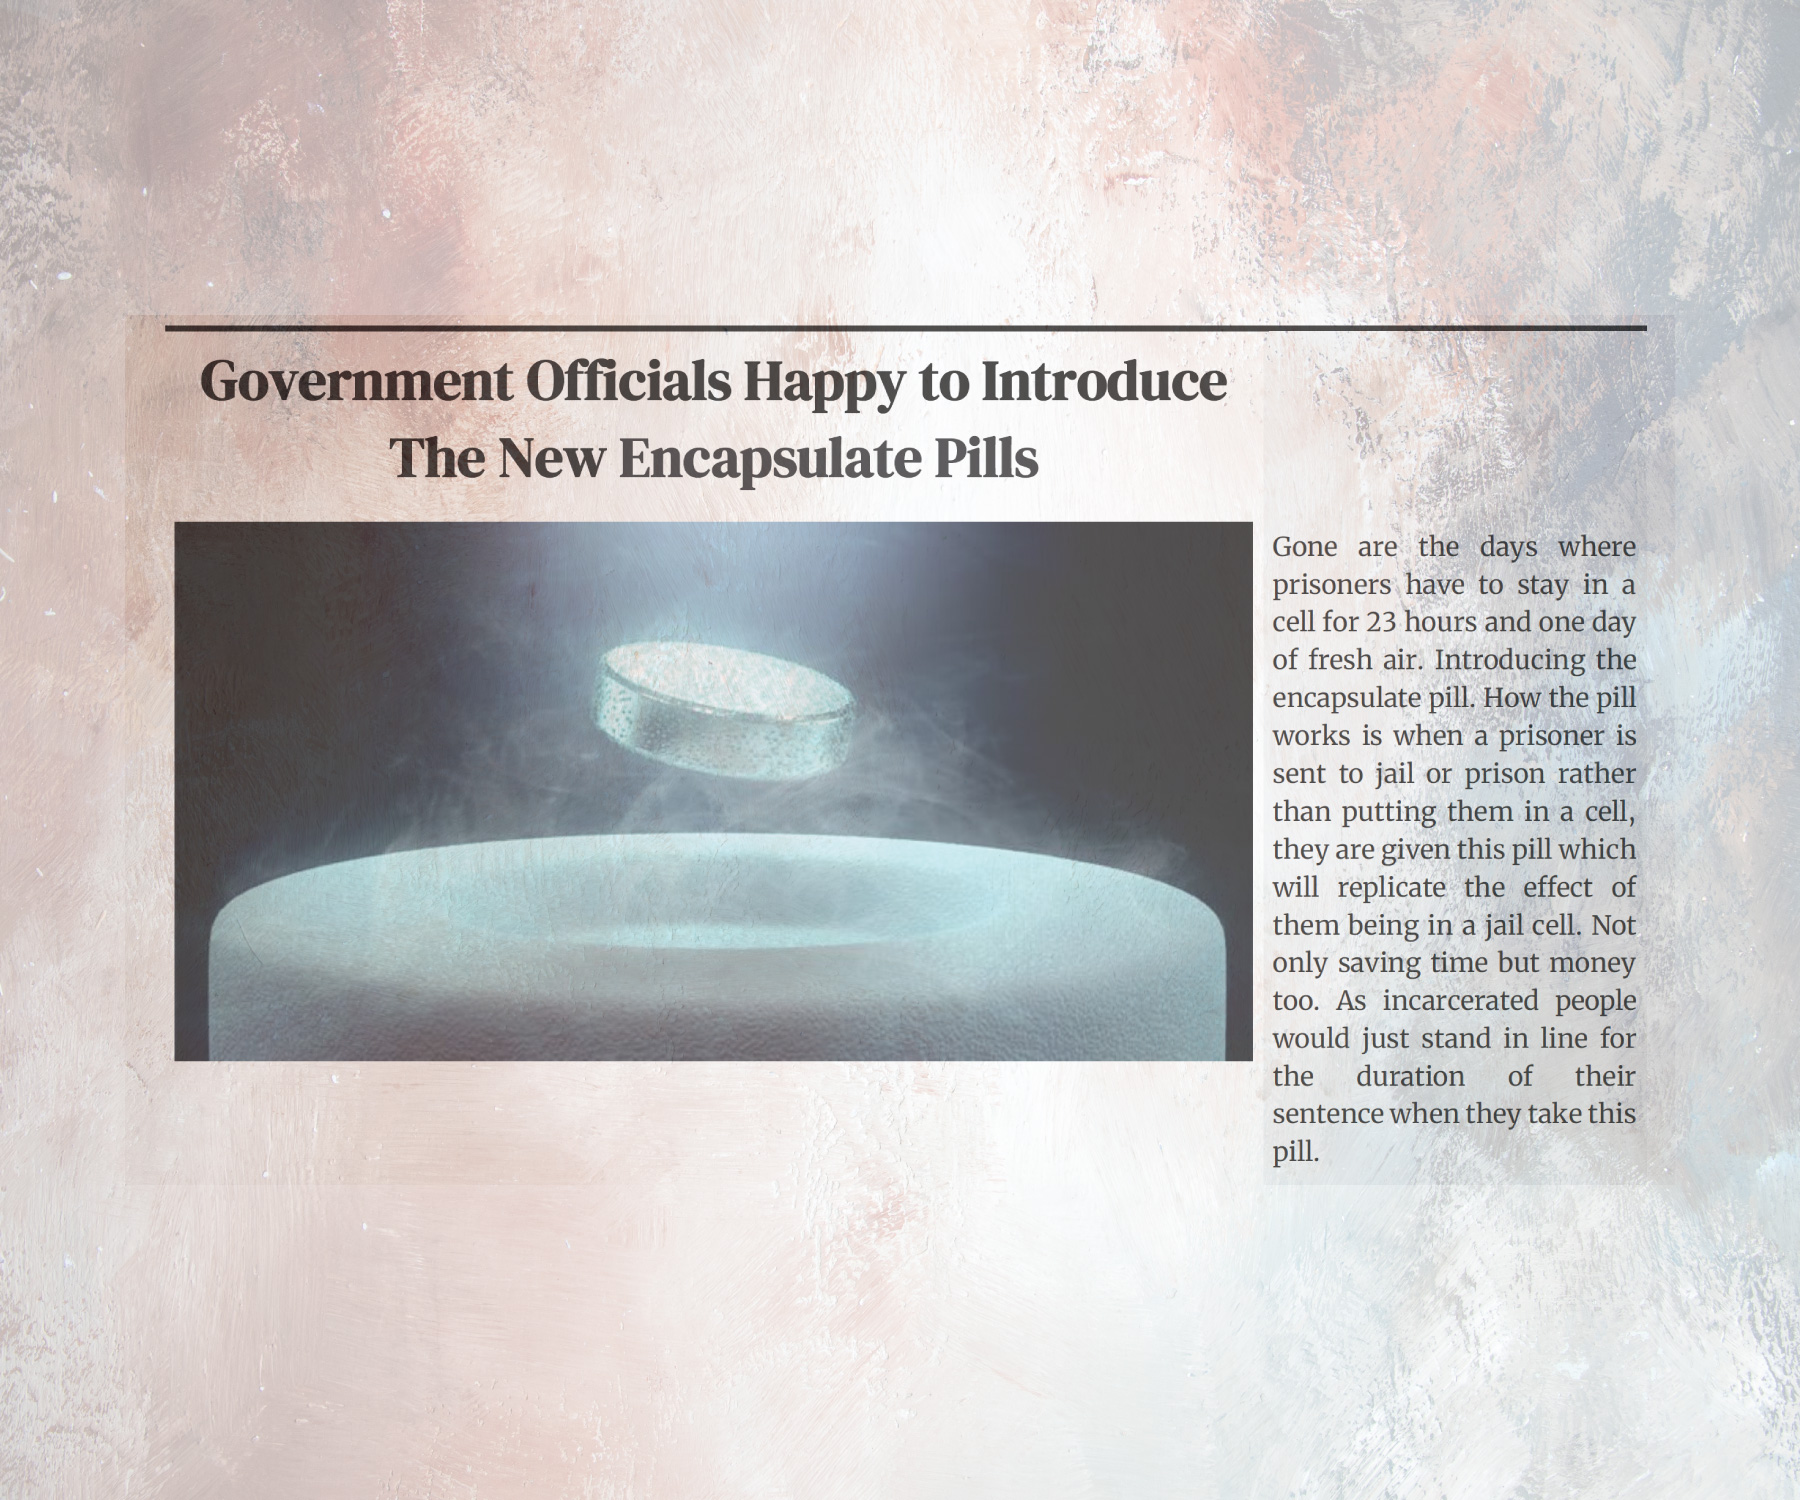 Government Officials Happy to Introduce
The New Encapsulate Pills
Gone are the days where
prisoners have to stay in a
cell for 23 hours and one day
of fresh air. Introducing the
encapsulate pill. How the pill
works is when a prisoner is
sent to jail or prison rather
than putting them in a cell,
they are given this pill which
will replicate the effect of
them being in a jail cell. Not
only saving time but money
too. As incarcerated people
would just stand in line for
the duration of their
sentence when they take this
pill.